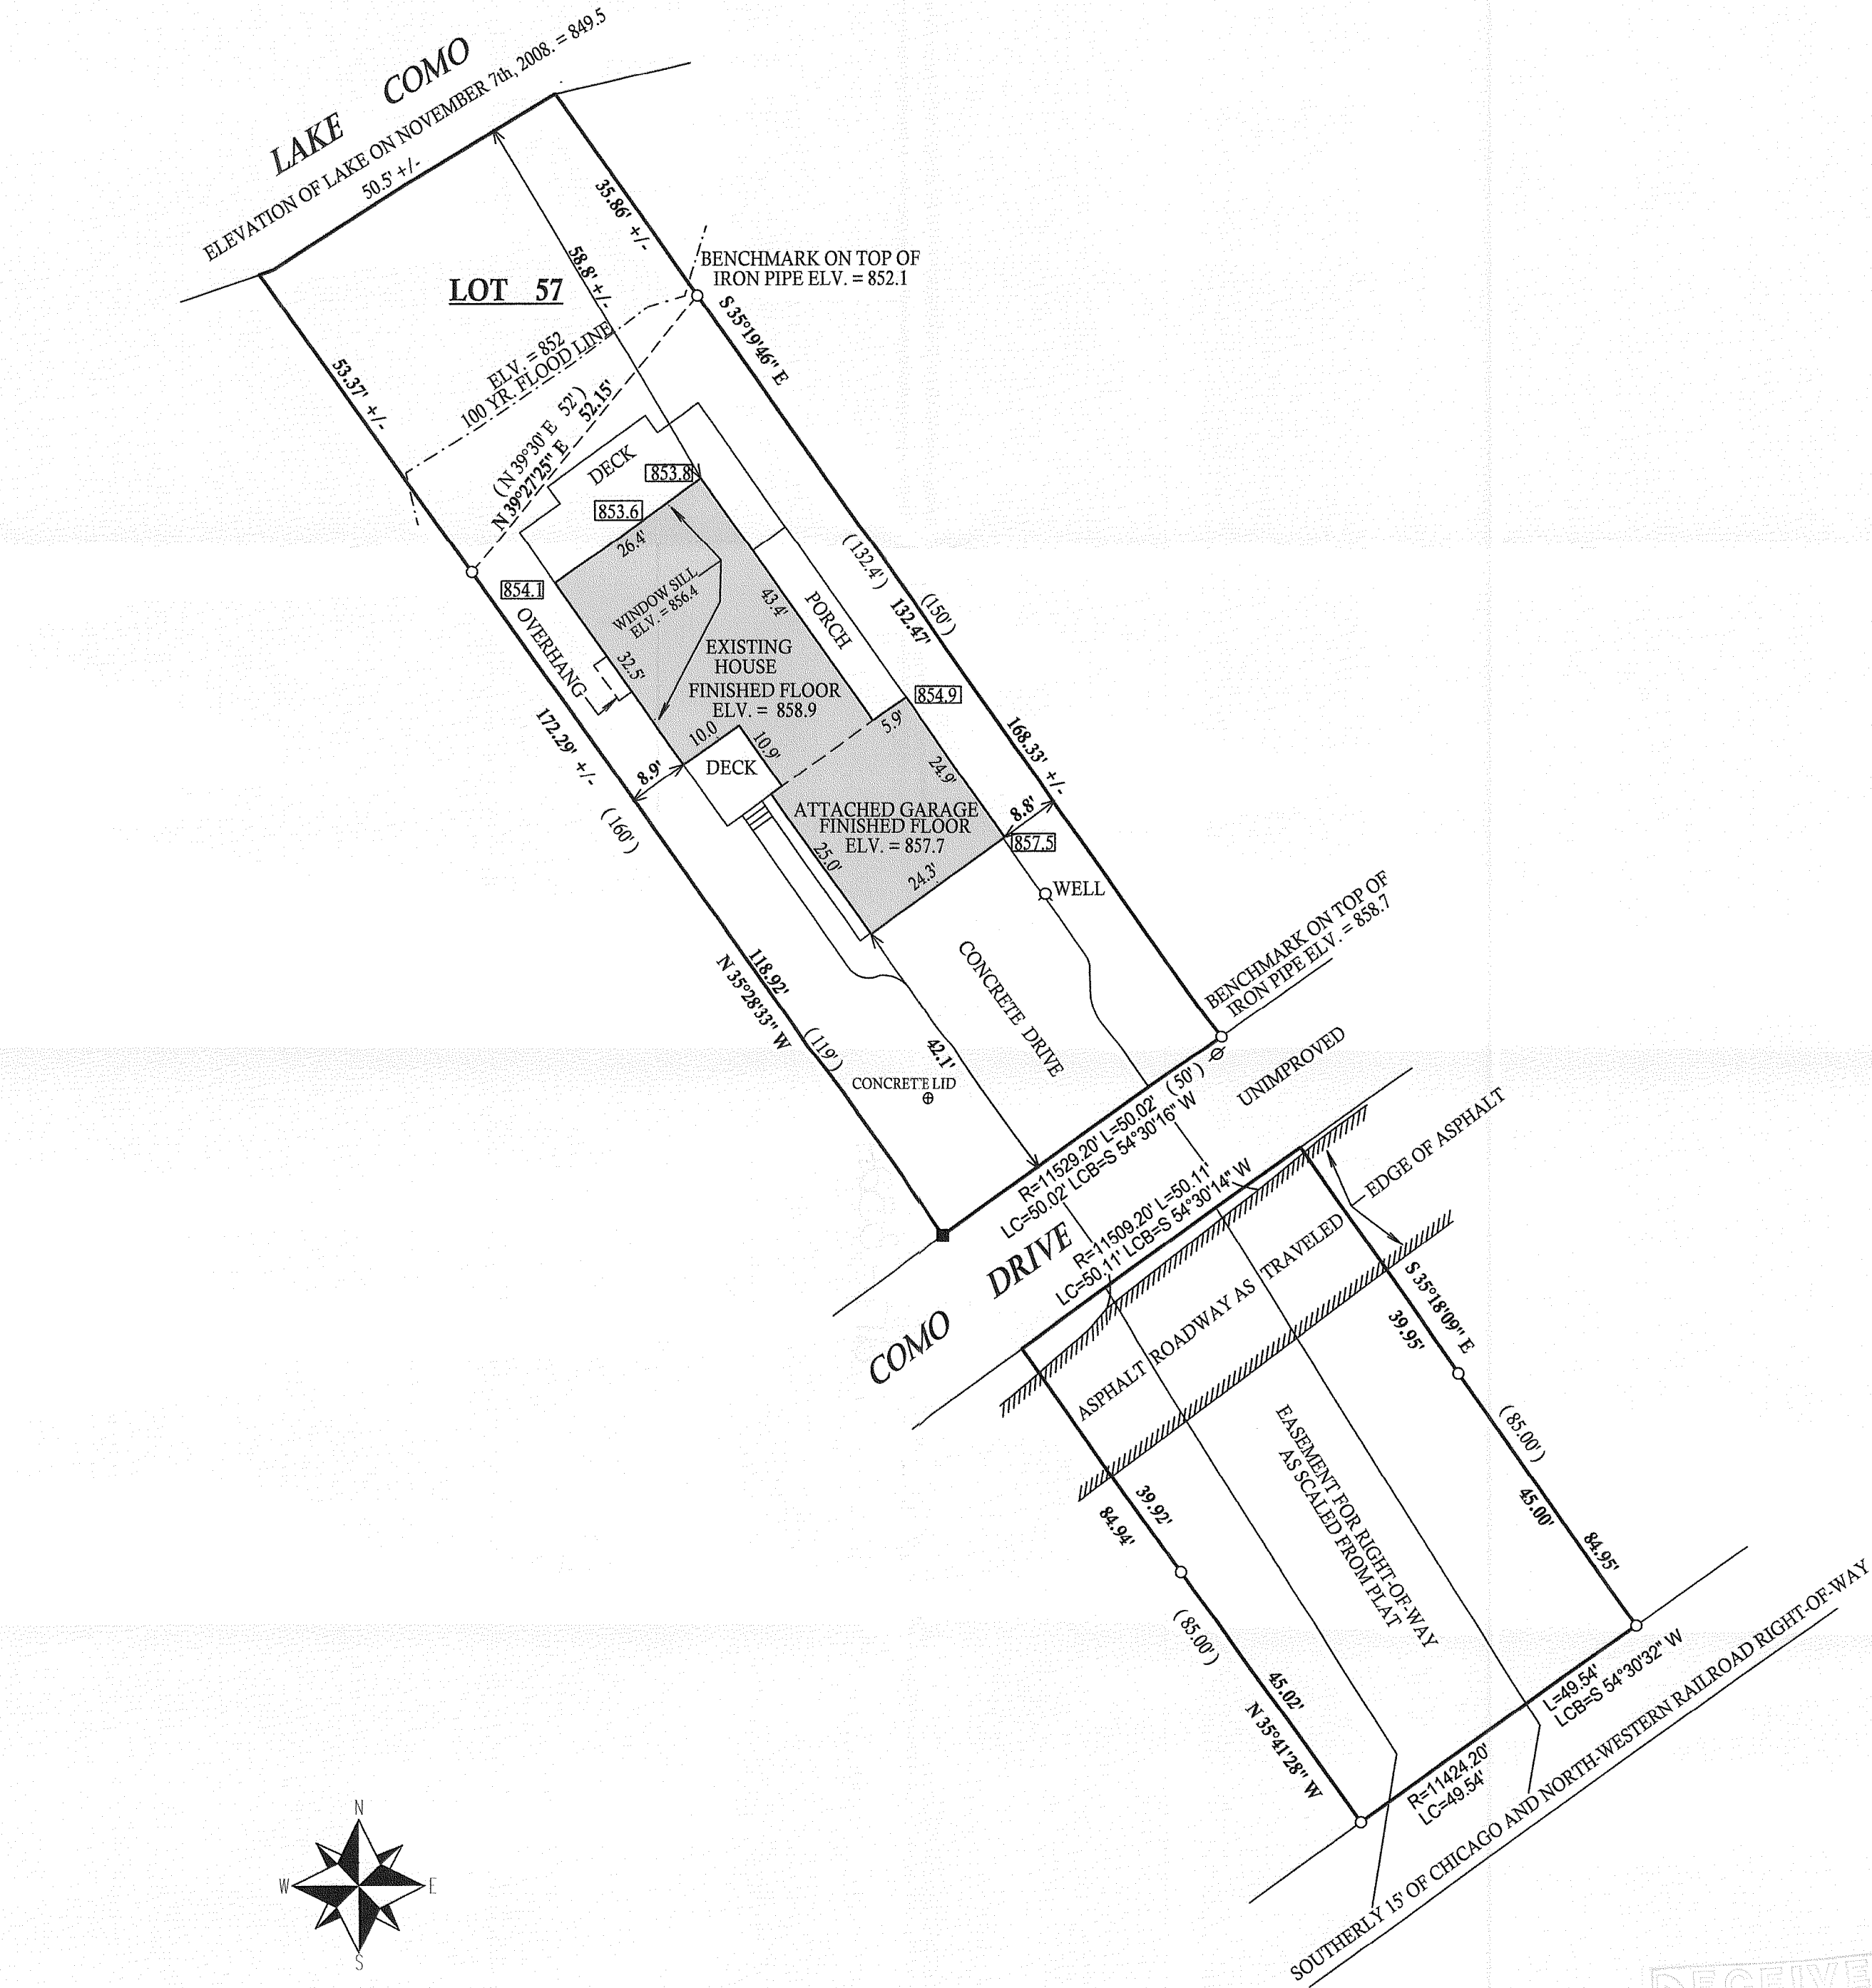 LAKE COMO
ELEVATION OF LAKE ON NOVEMBER 7th, 2008. = 849.5
50.5' +/-
35.86' +/-
58.8' +/-
LOT 57
BENCHMARK ON TOP OF
IRON PIPE ELV. = 852.1
S 35°19'46" E
53.37' +/-
ELV. = 852
100 YR. FLOOD LINE
( N 39°30' E 52' )
N 39°27'25" E 52.15'
DECK
853.8
853.6
26.4'
854.1
OVERHANG
WINDOW SILL
ELV. = 856.4
43.4'
PORCH
( 132.4' )
132.47'
(150')
32.5'
EXISTING
HOUSE
FINISHED FLOOR
ELV. = 858.9
854.9
5.9'
10.0
10.9'
DECK
8.9'
172.29' +/-
( 160' )
168.33' +/-
24.9'
8.8'
ATTACHED GARAGE
FINISHED FLOOR
ELV. = 857.7
857.5
25.0'
24.3'
WELL
BENCHMARK ON TOP OF
IRON PIPE ELV. = 858.7
118.92'
N 35°28'33" W
( 119' )
CONCRETE DRIVE
42.1'
CONCRETE LID
UNIMPROVED
( 50' )
R=11529.20' L=50.02'
LC=50.02' LCB=S 54°30'16" W
R=11509.20' L=50.11'
LC=50.11' LCB=S 54°30'14" W
COMO DRIVE
EDGE OF ASPHALT
ASPHALT ROADWAY AS TRAVELED
S 35°18'09" E
39.95'
( 85.00' )
45.00'
84.95'
EASEMENT FOR RIGHT-OF-WAY
AS SCALED FROM PLAT
39.92'
84.94'
( 85.00' )
45.02'
N 35°41'28" W
L=49.54'
LCB=S 54°30'32" W
R=11424.20'
LC=49.54'
SOUTHERLY 15' OF CHICAGO AND NORTH-WESTERN RAILROAD RIGHT-OF-WAY
N
W E
S